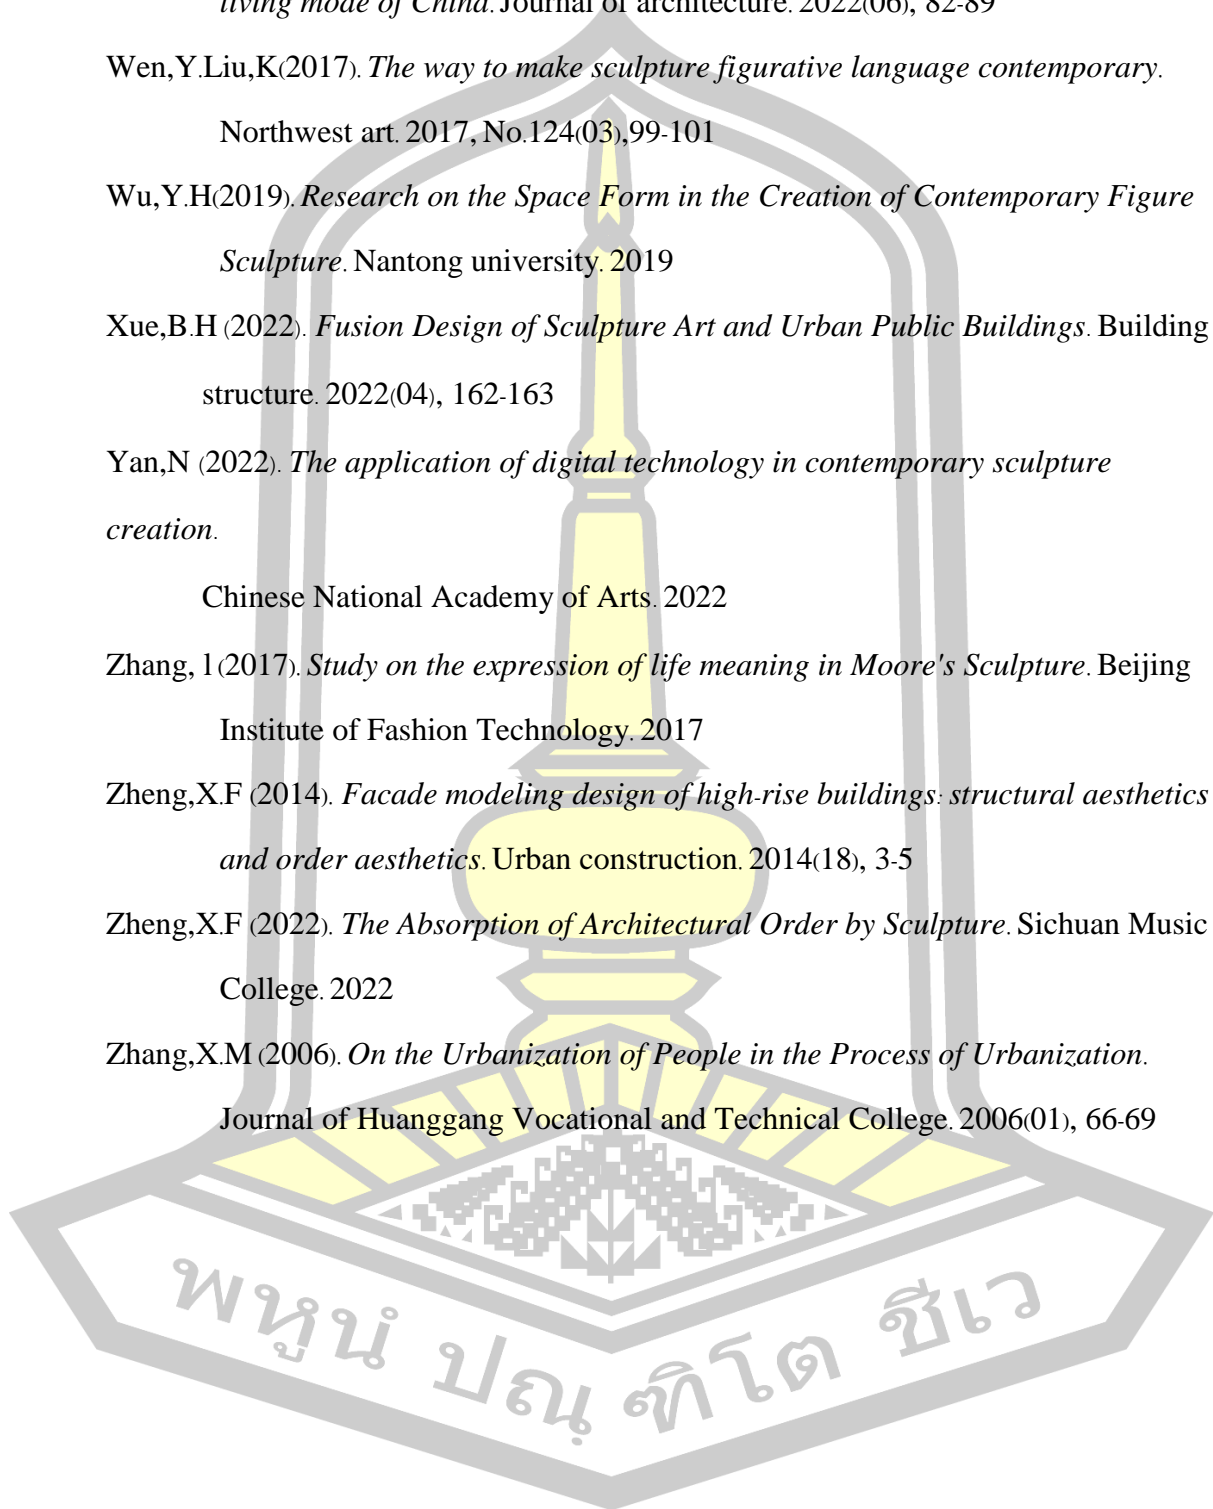 living mode of China. Journal of architecture. 2022(06), 82-89
Wen,Y.Liu,K(2017). The way to make sculpture figurative language contemporary.
Northwest art. 2017, No.124(03),99-101
Wu,Y.H(2019). Research on the Space Form in the Creation of Contemporary Figure
Sculpture. Nantong university. 2019
Xue,B.H (2022). Fusion Design of Sculpture Art and Urban Public Buildings. Building
structure. 2022(04), 162-163
Yan,N (2022). The application of digital technology in contemporary sculpture
creation.
Chinese National Academy of Arts. 2022
Zhang, l (2017). Study on the expression of life meaning in Moore's Sculpture. Beijing
Institute of Fashion Technology. 2017
Zheng,X.F (2014). Facade modeling design of high-rise buildings: structural aesthetics
and order aesthetics. Urban construction. 2014(18), 3-5
Zheng,X.F (2022). The Absorption of Architectural Order by Sculpture. Sichuan Music
College. 2022
Zhang,X.M (2006). On the Urbanization of People in the Process of Urbanization.
Journal of Huanggang Vocational and Technical College. 2006(01), 66-69
พหูนํ ปณฺฑิโต ชีเว